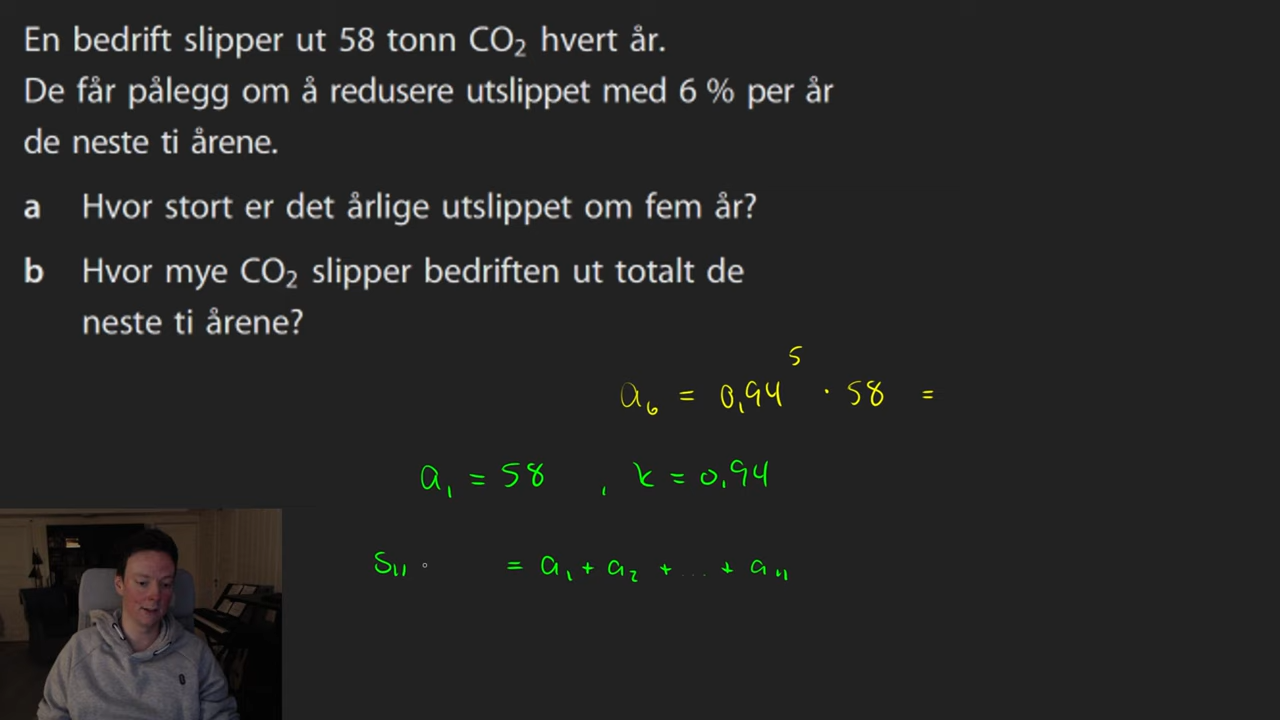 En bedrift slipper ut 58 tonn CO₂ hvert år.
De får pålegg om å redusere utslippet med 6 % per år
de neste ti årene.
a Hvor stort er det årlige utslippet om fem år?
b Hvor mye CO₂ slipper bedriften ut totalt de
neste ti årene?
a₆ = 0,94⁵ · 58 =
a₁ = 58 , k = 0,94
S₁₁ = a₁ + a₂ + ... + a₁₁